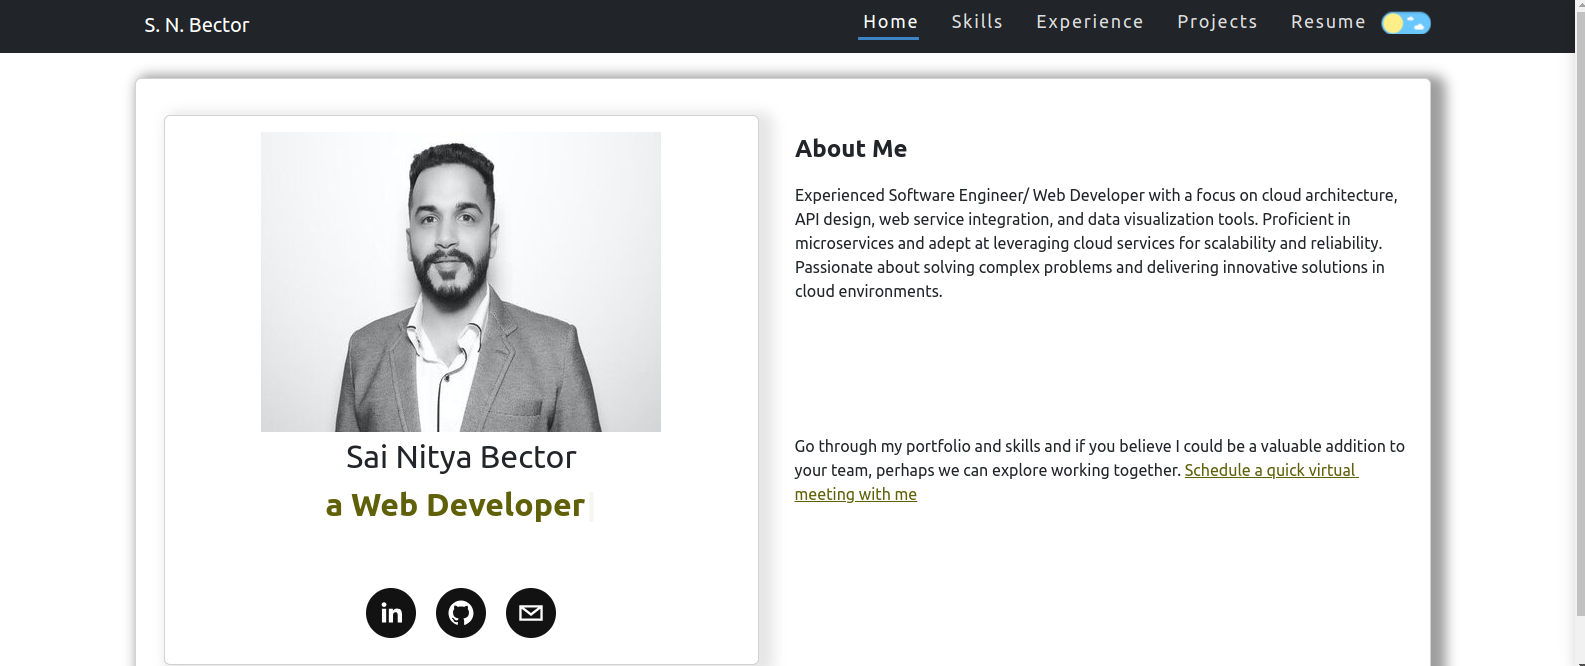 S. N. Bector
Home Skills Experience Projects Resume
Sai Nitya Bector
a Web Developer
in
About Me
Experienced Software Engineer/ Web Developer with a focus on cloud architecture,
API design, web service integration, and data visualization tools. Proficient in
microservices and adept at leveraging cloud services for scalability and reliability.
Passionate about solving complex problems and delivering innovative solutions in
cloud environments.
Go through my portfolio and skills and if you believe I could be a valuable addition to
your team, perhaps we can explore working together. Schedule a quick virtual
meeting with me